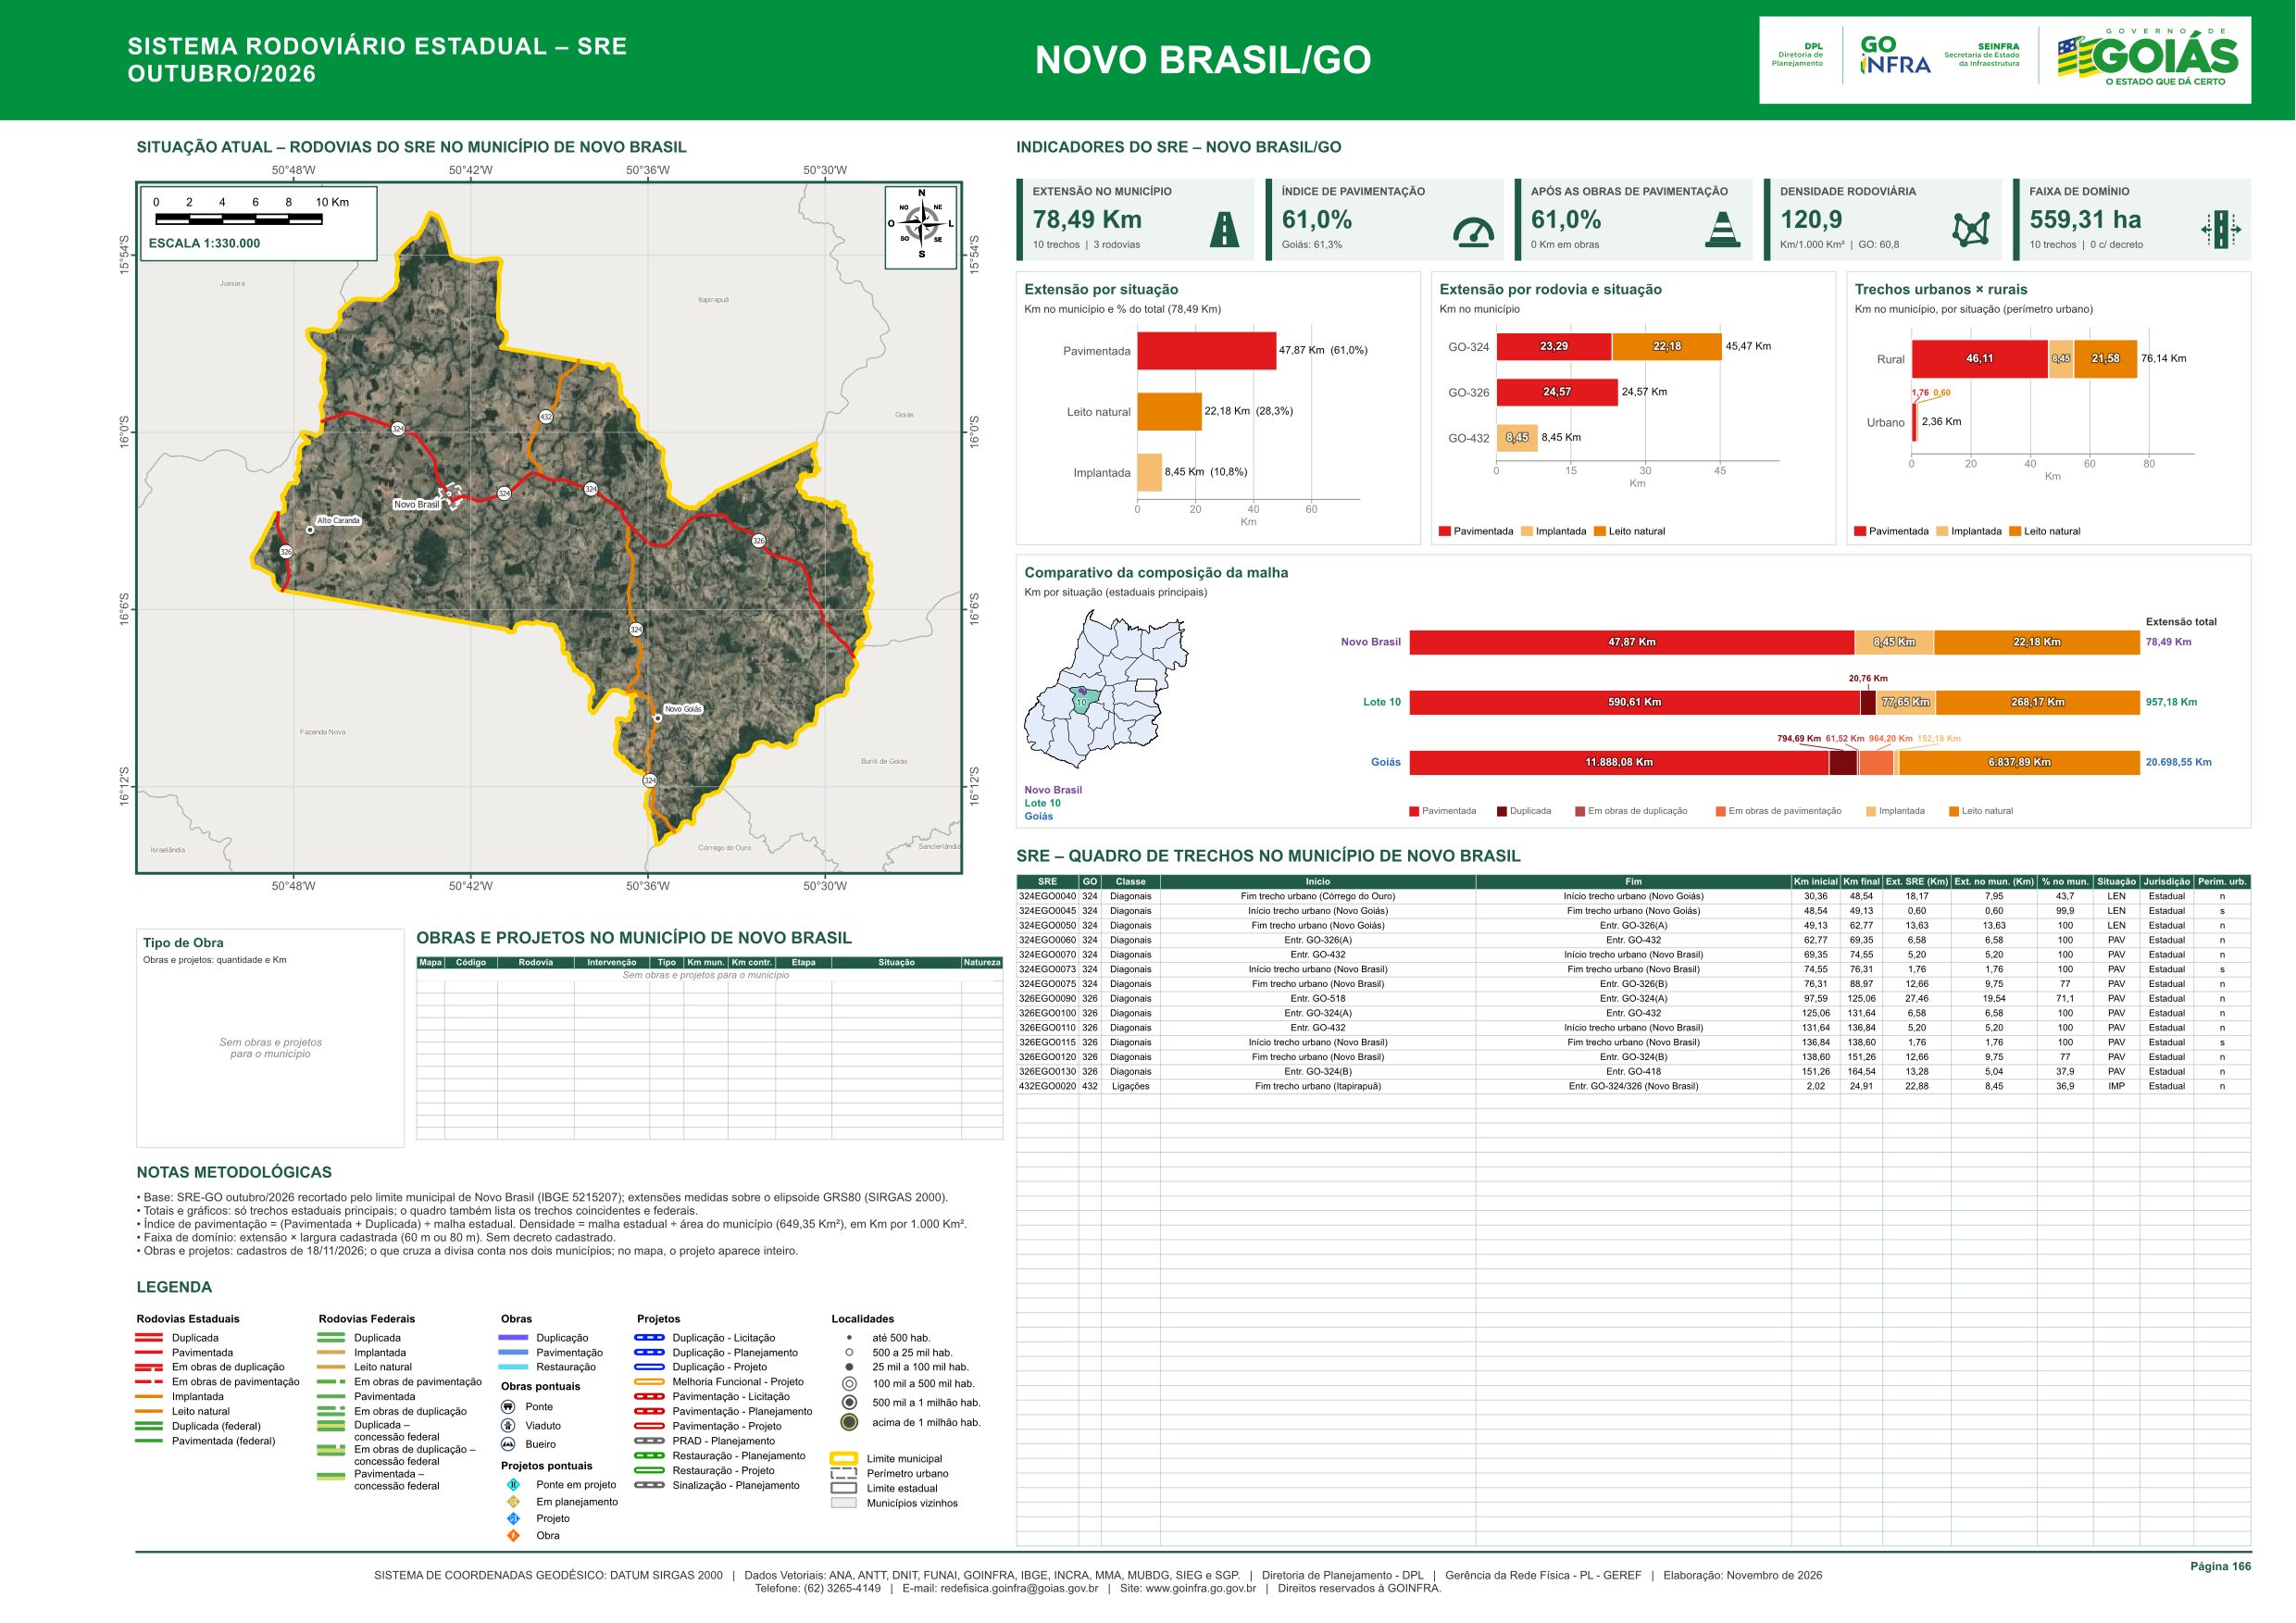 SISTEMA RODOVIÁRIO ESTADUAL – SRE
OUTUBRO/2026
NOVO BRASIL/GO
DPL
Diretoria de
Planejamento
GO
INFRA
SEINFRA
Secretaria de Estado
da Infraestrutura
GOVERNO DE
GOIÁS
O ESTADO QUE DÁ CERTO
SITUAÇÃO ATUAL – RODOVIAS DO SRE NO MUNICÍPIO DE NOVO BRASIL
50°48'W 50°42'W 50°36'W 50°30'W
0 2 4 6 8 10 Km
ESCALA 1:330.000
N
NO NE
O L
SO SE
S
15°54'S 15°54'S
Jussara
Itapirapuã
Goiás
16°0'S 16°0'S
432
324
324
324
Novo Brasil
Alto Caranda
326
326
16°6'S 16°6'S
324
Novo Goiás
Fazenda Nova
Buriti de Goiás
324
16°12'S 16°12'S
Israelândia
Córrego do Ouro
Sanclerlândia
50°48'W 50°42'W 50°36'W 50°30'W
INDICADORES DO SRE – NOVO BRASIL/GO
EXTENSÃO NO MUNICÍPIO
78,49 Km
10 trechos | 3 rodovias
ÍNDICE DE PAVIMENTAÇÃO
61,0%
Goiás: 61,3%
APÓS AS OBRAS DE PAVIMENTAÇÃO
61,0%
0 Km em obras
DENSIDADE RODOVIÁRIA
120,9
Km/1.000 Km² | GO: 60,8
FAIXA DE DOMÍNIO
559,31 ha
10 trechos | 0 c/ decreto
Extensão por situação
Km no município e % do total (78,49 Km)
Pavimentada 47,87 Km (61,0%)
Leito natural 22,18 Km (28,3%)
Implantada 8,45 Km (10,8%)
0 20 40 60
Km
Extensão por rodovia e situação
Km no município
GO-324 23,29 22,18 45,47 Km
GO-326 24,57 24,57 Km
GO-432 8,45 8,45 Km
0 15 30 45
Km
Pavimentada Implantada Leito natural
Trechos urbanos × rurais
Km no município, por situação (perímetro urbano)
Rural 46,11 8,45 21,58 76,14 Km
1,76 0,60
Urbano 2,36 Km
0 20 40 60 80
Km
Pavimentada Implantada Leito natural
Comparativo da composição da malha
Km por situação (estaduais principais)
10
Novo Brasil
Lote 10
Goiás
Extensão total
Novo Brasil 47,87 Km 8,45 Km 22,18 Km 78,49 Km
20,76 Km
Lote 10 590,61 Km 77,65 Km 268,17 Km 957,18 Km
794,69 Km 61,52 Km 964,20 Km 152,18 Km
Goiás 11.888,08 Km 6.837,89 Km 20.698,55 Km
Pavimentada Duplicada Em obras de duplicação Em obras de pavimentação Implantada Leito natural
SRE – QUADRO DE TRECHOS NO MUNICÍPIO DE NOVO BRASIL
SRE GO Classe Início Fim Km inicial Km final Ext. SRE (Km) Ext. no mun. (Km) % no mun. Situação Jurisdição Perím. urb.
324EGO0040 324 Diagonais Fim trecho urbano (Córrego do Ouro) Início trecho urbano (Novo Goiás) 30,36 48,54 18,17 7,95 43,7 LEN Estadual n
324EGO0045 324 Diagonais Início trecho urbano (Novo Goiás) Fim trecho urbano (Novo Goiás) 48,54 49,13 0,60 0,60 99,9 LEN Estadual s
324EGO0050 324 Diagonais Fim trecho urbano (Novo Goiás) Entr. GO-326(A) 49,13 62,77 13,63 13,63 100 LEN Estadual n
324EGO0060 324 Diagonais Entr. GO-326(A) Entr. GO-432 62,77 69,35 6,58 6,58 100 PAV Estadual n
324EGO0070 324 Diagonais Entr. GO-432 Início trecho urbano (Novo Brasil) 69,35 74,55 5,20 5,20 100 PAV Estadual n
324EGO0073 324 Diagonais Início trecho urbano (Novo Brasil) Fim trecho urbano (Novo Brasil) 74,55 76,31 1,76 1,76 100 PAV Estadual s
324EGO0075 324 Diagonais Fim trecho urbano (Novo Brasil) Entr. GO-326(B) 76,31 88,97 12,66 9,75 77 PAV Estadual n
326EGO0090 326 Diagonais Entr. GO-518 Entr. GO-324(A) 97,59 125,06 27,46 19,54 71,1 PAV Estadual n
326EGO0100 326 Diagonais Entr. GO-324(A) Entr. GO-432 125,06 131,64 6,58 6,58 100 PAV Estadual n
326EGO0110 326 Diagonais Entr. GO-432 Início trecho urbano (Novo Brasil) 131,64 136,84 5,20 5,20 100 PAV Estadual n
326EGO0115 326 Diagonais Início trecho urbano (Novo Brasil) Fim trecho urbano (Novo Brasil) 136,84 138,60 1,76 1,76 100 PAV Estadual s
326EGO0120 326 Diagonais Fim trecho urbano (Novo Brasil) Entr. GO-324(B) 138,60 151,26 12,66 9,75 77 PAV Estadual n
326EGO0130 326 Diagonais Entr. GO-324(B) Entr. GO-418 151,26 164,54 13,28 5,04 37,9 PAV Estadual n
432EGO0020 432 Ligações Fim trecho urbano (Itapirapuã) Entr. GO-324/326 (Novo Brasil) 2,02 24,91 22,88 8,45 36,9 IMP Estadual n
Tipo de Obra
Obras e projetos: quantidade e Km
Sem obras e projetos
para o município
OBRAS E PROJETOS NO MUNICÍPIO DE NOVO BRASIL
Mapa Código Rodovia Intervenção Tipo Km mun. Km contr. Etapa Situação Natureza
Sem obras e projetos para o município
NOTAS METODOLÓGICAS
• Base: SRE-GO outubro/2026 recortado pelo limite municipal de Novo Brasil (IBGE 5215207); extensões medidas sobre o elipsoide GRS80 (SIRGAS 2000).
• Totais e gráficos: só trechos estaduais principais; o quadro também lista os trechos coincidentes e federais.
• Índice de pavimentação = (Pavimentada + Duplicada) ÷ malha estadual. Densidade = malha estadual ÷ área do município (649,35 Km²), em Km por 1.000 Km².
• Faixa de domínio: extensão × largura cadastrada (60 m ou 80 m). Sem decreto cadastrado.
• Obras e projetos: cadastros de 18/11/2026; o que cruza a divisa conta nos dois municípios; no mapa, o projeto aparece inteiro.
LEGENDA
Rodovias Estaduais
Duplicada
Pavimentada
Em obras de duplicação
Em obras de pavimentação
Implantada
Leito natural
Duplicada (federal)
Pavimentada (federal)
Rodovias Federais
Duplicada
Implantada
Leito natural
Em obras de pavimentação
Pavimentada
Em obras de duplicação
Duplicada –
concessão federal
Em obras de duplicação –
concessão federal
Pavimentada –
concessão federal
Obras
Duplicação
Pavimentação
Restauração
Obras pontuais
Ponte
Viaduto
Bueiro
Projetos pontuais
Ponte em projeto
Em planejamento
Projeto
Obra
Projetos
Duplicação - Licitação
Duplicação - Planejamento
Duplicação - Projeto
Melhoria Funcional - Projeto
Pavimentação - Licitação
Pavimentação - Planejamento
Pavimentação - Projeto
PRAD - Planejamento
Restauração - Planejamento
Restauração - Projeto
Sinalização - Planejamento
Localidades
até 500 hab.
500 a 25 mil hab.
25 mil a 100 mil hab.
100 mil a 500 mil hab.
500 mil a 1 milhão hab.
acima de 1 milhão hab.
Limite municipal
Perímetro urbano
Limite estadual
Municípios vizinhos
SISTEMA DE COORDENADAS GEODÉSICO: DATUM SIRGAS 2000 | Dados Vetoriais: ANA, ANTT, DNIT, FUNAI, GOINFRA, IBGE, INCRA, MMA, MUBDG, SIEG e SGP. | Diretoria de Planejamento - DPL | Gerência da Rede Física - PL - GEREF | Elaboração: Novembro de 2026
Telefone: (62) 3265-4149 | E-mail: redefisica.goinfra@goias.gov.br | Site: www.goinfra.go.gov.br | Direitos reservados à GOINFRA.
Página 166